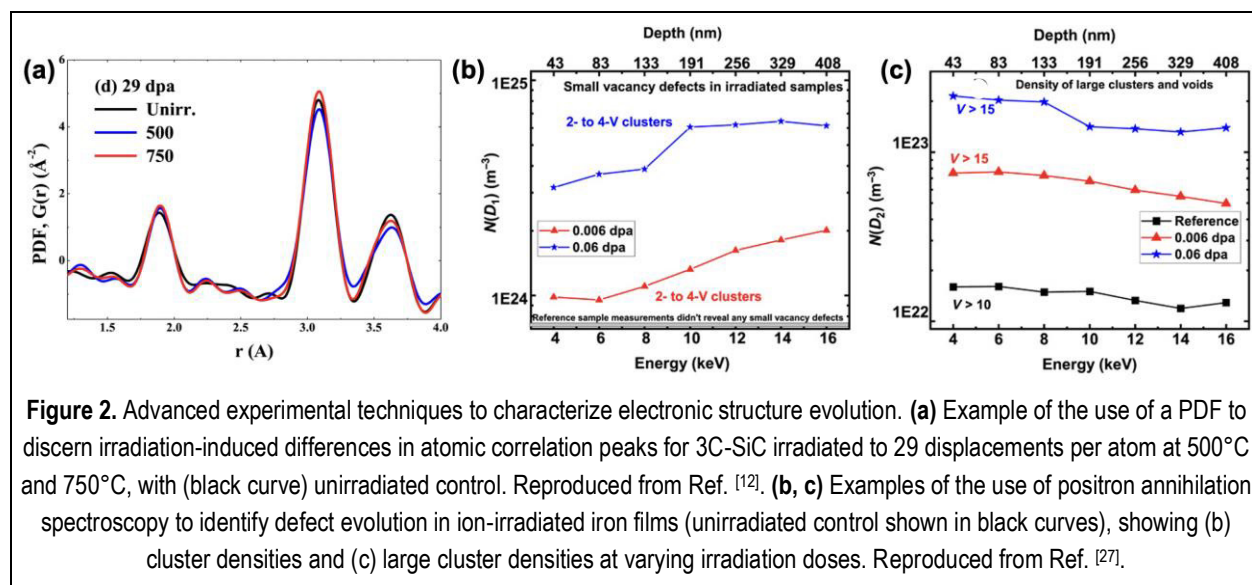 (a)
(d) 29 dpa
Unirr.
500
750
PDF, G(r) (Å⁻²)
6
4
2
0
1.5 2.0 2.5 3.0 3.5 4.0
r (A)
(b)
Depth (nm)
43 83 133 191 256 329 408
1E25
Small vacancy defects in irradiated samples
2- to 4-V clusters
N(D₁) (m⁻³)
0.006 dpa
0.06 dpa
2- to 4-V clusters
1E24
Reference sample measurements didn't reveal any small vacancy defects
4 6 8 10 12 14 16
Energy (keV)
(c)
Depth (nm)
43 83 133 191 256 329 408
Density of large clusters and voids
V > 15
1E23
V > 15
N(D₂) (m⁻³)
Reference
0.006 dpa
0.06 dpa
V > 10
1E22
4 6 8 10 12 14 16
Energy (keV)
Figure 2. Advanced experimental techniques to characterize electronic structure evolution. (a) Example of the use of a PDF to
discern irradiation-induced differences in atomic correlation peaks for 3C-SiC irradiated to 29 displacements per atom at 500°C
and 750°C, with (black curve) unirradiated control. Reproduced from Ref. [12]. (b, c) Examples of the use of positron annihilation
spectroscopy to identify defect evolution in ion-irradiated iron films (unirradiated control shown in black curves), showing (b)
cluster densities and (c) large cluster densities at varying irradiation doses. Reproduced from Ref. [27].